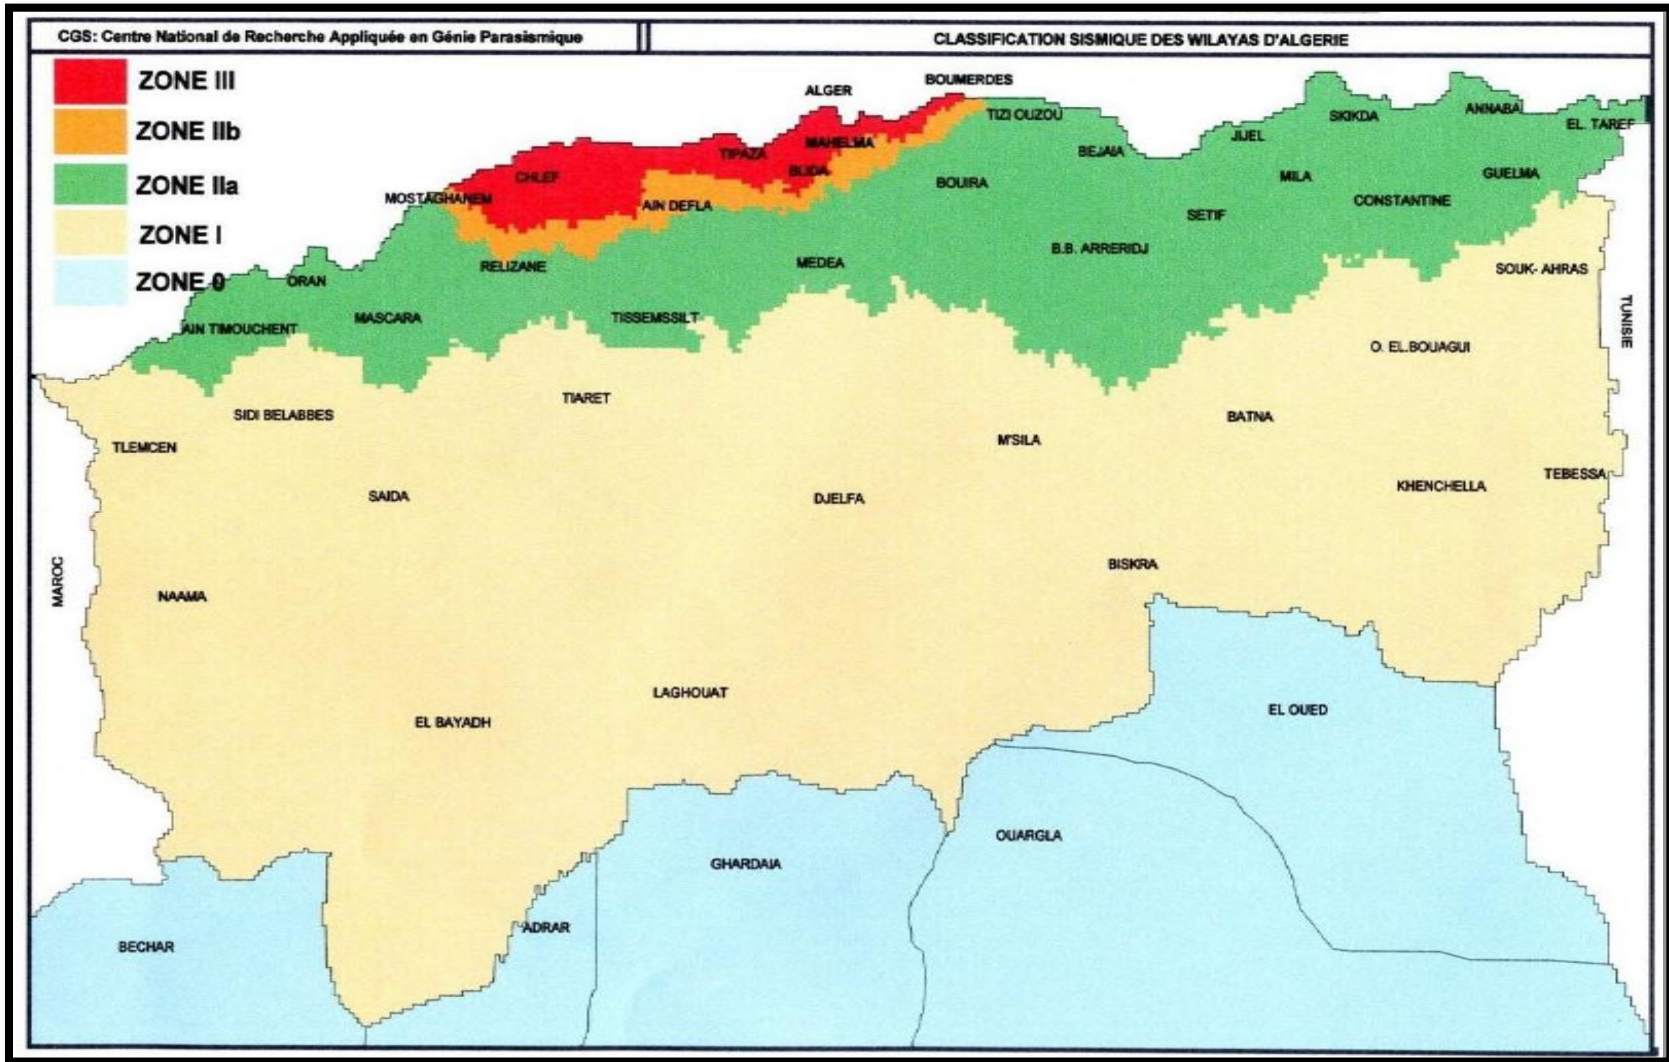 CGS: Centre National de Recherche Appliquée en Génie Parasismique
CLASSIFICATION SISMIQUE DES WILAYAS D'ALGERIE
ZONE III
ZONE IIb
ZONE IIa
ZONE I
ZONE 0
ALGER
BOUMERDES
TIZI OUZOU
SKIKDA
ANNABA
EL. TAREF
MAHELMA
TIPAZA
BEJAIA
JIJEL
CHLEF
BLIDA
BOUIRA
MILA
GUELMA
MOSTAGHANEM
AIN DEFLA
SETIF
CONSTANTINE
RELIZANE
MEDEA
B.B. ARRERIDJ
SOUK- AHRAS
ORAN
AIN TIMOUCHENT
MASCARA
TISSEMSSILT
TUNISIE
O. EL.BOUAGUI
SIDI BELABBES
TIARET
BATNA
TLEMCEN
M'SILA
TEBESSA
SAIDA
DJELFA
KHENCHELLA
MAROC
NAAMA
BISKRA
EL BAYADH
LAGHOUAT
EL OUED
GHARDAIA
OUARGLA
BECHAR
ADRAR